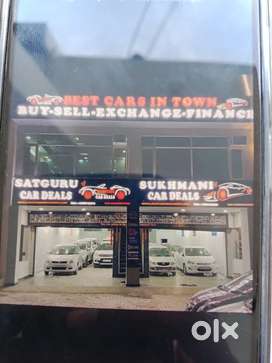 BEST CARS IN TOWN
BUY-SELL-EXCHANGE-FINANCE
SATGURU
CAR DEALS
SUKHMANI
CAR DEALS
olx